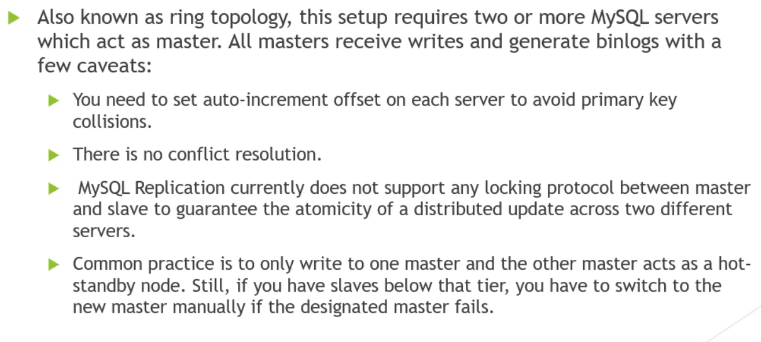 Also known as ring topology, this setup requires two or more MySQL servers
which act as master. All masters receive writes and generate binlogs with a
few caveats:
You need to set auto-increment offset on each server to avoid primary key
collisions.
There is no conflict resolution.
MySQL Replication currently does not support any locking protocol between master
and slave to guarantee the atomicity of a distributed update across two different
servers.
Common practice is to only write to one master and the other master acts as a hot-
standby node. Still, if you have slaves below that tier, you have to switch to the
new master manually if the designated master fails.